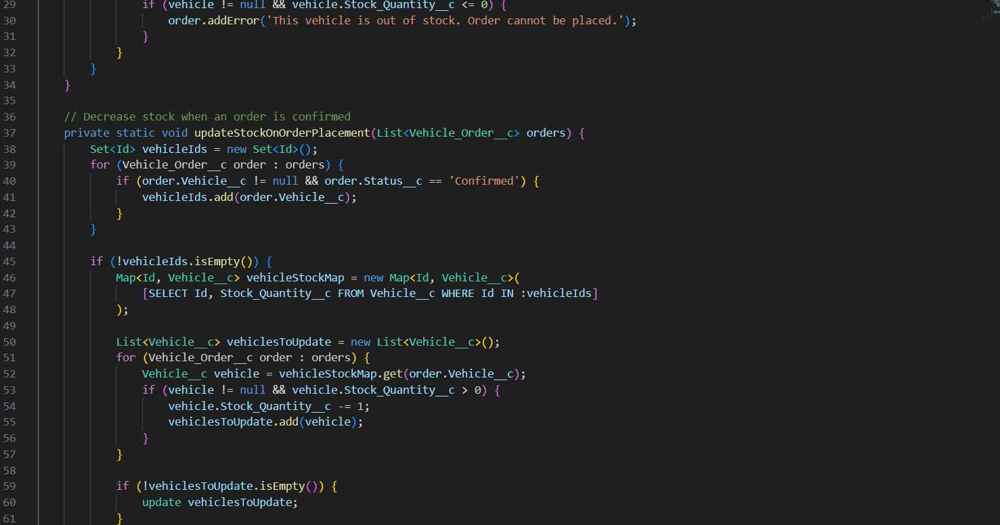 29 if (vehicle != null && vehicle.Stock_Quantity__c <= 0) {
30 order.addError('This vehicle is out of stock. Order cannot be placed.');
31 }
32 }
33 }
34 }
35
36 // Decrease stock when an order is confirmed
37 private static void updateStockOnOrderPlacement(List<Vehicle_Order__c> orders) {
38 Set<Id> vehicleIds = new Set<Id>();
39 for (Vehicle_Order__c order : orders) {
40 if (order.Vehicle__c != null && order.Status__c == 'Confirmed') {
41 vehicleIds.add(order.Vehicle__c);
42 }
43 }
44
45 if (!vehicleIds.isEmpty()) {
46 Map<Id, Vehicle__c> vehicleStockMap = new Map<Id, Vehicle__c>(
47 [SELECT Id, Stock_Quantity__c FROM Vehicle__c WHERE Id IN :vehicleIds]
48 );
49
50 List<Vehicle__c> vehiclesToUpdate = new List<Vehicle__c>();
51 for (Vehicle_Order__c order : orders) {
52 Vehicle__c vehicle = vehicleStockMap.get(order.Vehicle__c);
53 if (vehicle != null && vehicle.Stock_Quantity__c > 0) {
54 vehicle.Stock_Quantity__c -= 1;
55 vehiclesToUpdate.add(vehicle);
56 }
57 }
58
59 if (!vehiclesToUpdate.isEmpty()) {
60 update vehiclesToUpdate;
61 }